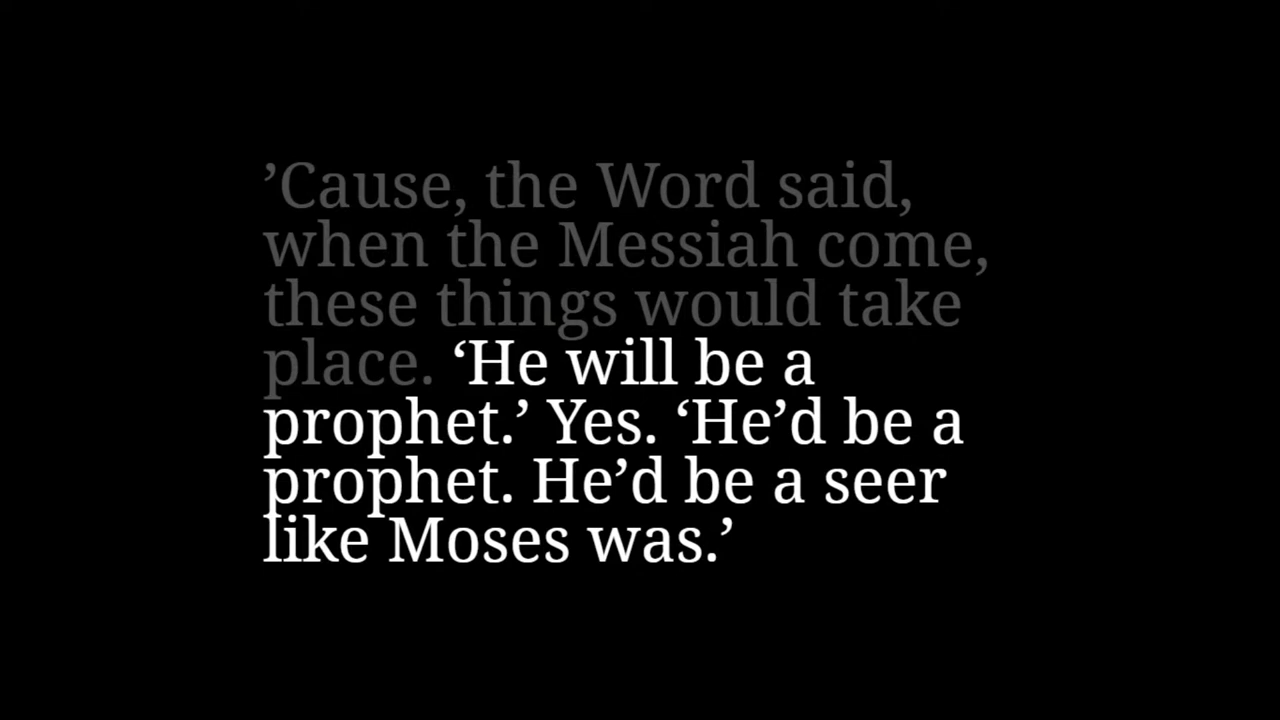 ’Cause, the Word said,
when the Messiah come,
these things would take
place. ‘He will be a
prophet.’ Yes. ‘He’d be a
prophet. He’d be a seer
like Moses was.’